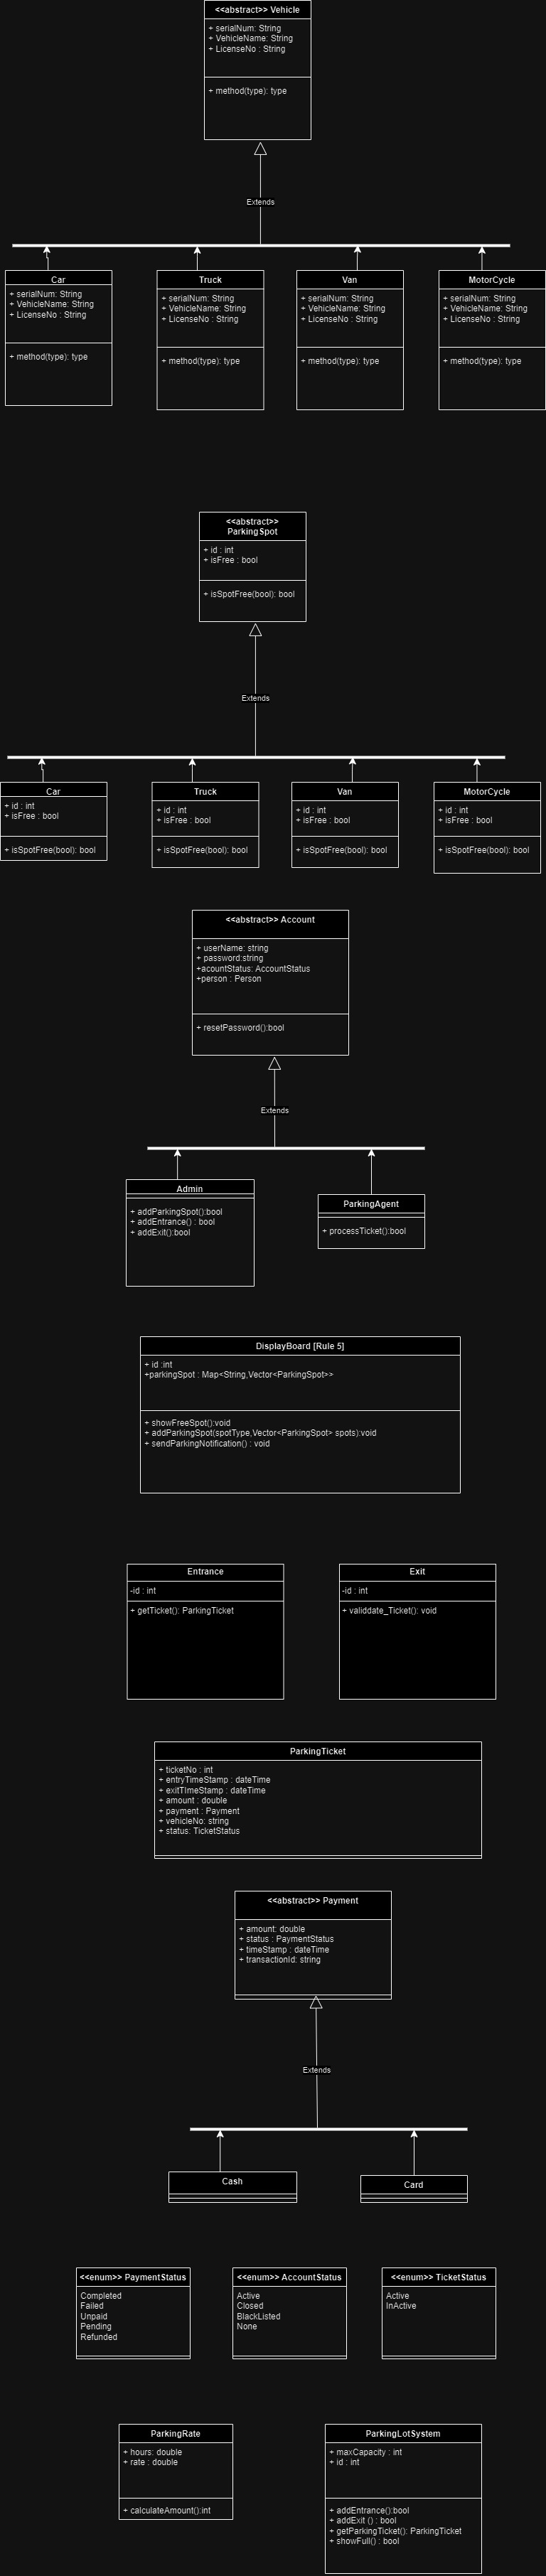 <<abstract>> Vehicle
+ serialNum: String
+ VehicleName: String
+ LicenseNo : String
+ method(type): type
Extends
Car
+ serialNum: String
+ VehicleName: String
+ LicenseNo : String
+ method(type): type
Truck
+ serialNum: String
+ VehicleName: String
+ LicenseNo : String
+ method(type): type
Van
+ serialNum: String
+ VehicleName: String
+ LicenseNo : String
+ method(type): type
MotorCycle
+ serialNum: String
+ VehicleName: String
+ LicenseNo : String
+ method(type): type
<<abstract>>
ParkingSpot
+ id : int
+ isFree : bool
+ isSpotFree(bool): bool
Extends
Car
+ id : int
+ isFree : bool
+ isSpotFree(bool): bool
Truck
+ id : int
+ isFree : bool
+ isSpotFree(bool): bool
Van
+ id : int
+ isFree : bool
+ isSpotFree(bool): bool
MotorCycle
+ id : int
+ isFree : bool
+ isSpotFree(bool): bool
<<abstract>> Account
+ userName: string
+ password:string
+acountStatus: AccountStatus
+person : Person
+ resetPassword():bool
Extends
Admin
+ addParkingSpot():bool
+ addEntrance() : bool
+ addExit():bool
ParkingAgent
+ processTicket():bool
DisplayBoard [Rule 5]
+ id :int
+parkingSpot : Map<String,Vector<ParkingSpot>>
+ showFreeSpot():void
+ addParkingSpot(spotType,Vector<ParkingSpot> spots):void
+ sendParkingNotification() : void
Entrance
-id : int
+ getTicket(): ParkingTicket
Exit
-id : int
+ validdate_Ticket(): void
ParkingTicket
+ ticketNo : int
+ entryTimeStamp : dateTime
+ exitTImeStamp : dateTime
+ amount : double
+ payment : Payment
+ vehicleNo: string
+ status: TicketStatus
<<abstract>> Payment
+ amount: double
+ status : PaymentStatus
+ timeStamp : dateTime
+ transactionId: string
Extends
Cash
Card
<<enum>> PaymentStatus
Completed
Failed
Unpaid
Pending
Refunded
<<enum>> AccountStatus
Active
Closed
BlackListed
None
<<enum>> TicketStatus
Active
InActive
ParkingRate
+ hours: double
+ rate : double
+ calculateAmount():int
ParkingLotSystem
+ maxCapacity : int
+ id : int
+ addEntrance():bool
+ addExit () : bool
+ getParkingTicket(): ParkingTicket
+ showFull() : bool